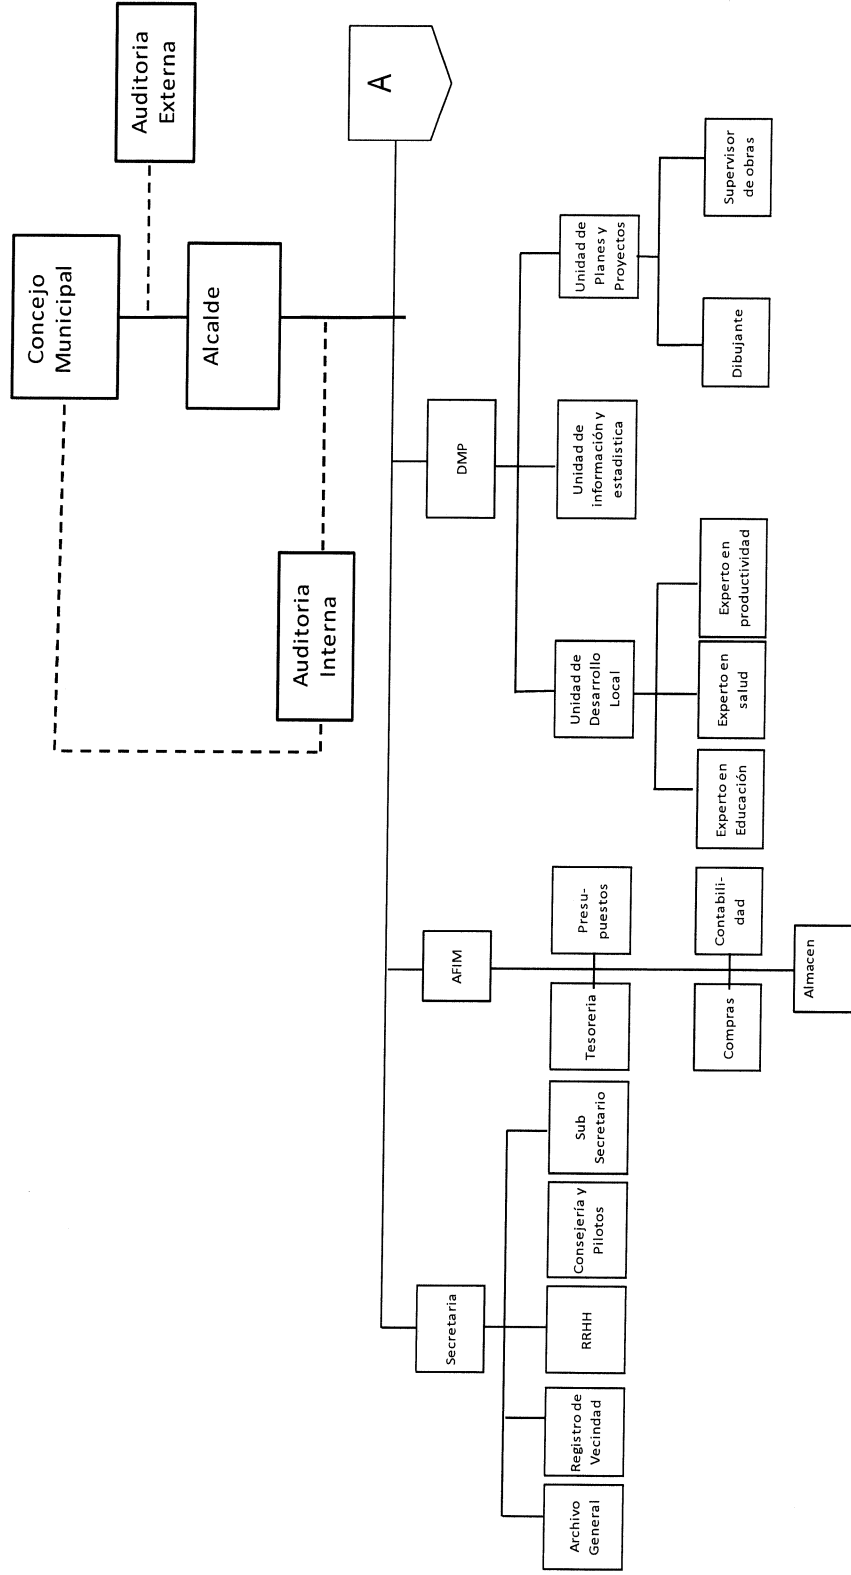 Concejo
Municipal
Auditoria
Externa
Alcalde
Auditoria
Interna
A
Secretaria
AFIM
DMP
Archivo
General
Registro de
Vecindad
RRHH
Consejería y
Pilotos
Sub
Secretario
Tesoreria
Presu-
puestos
Unidad de
Desarrollo
Local
Unidad de
información y
estadistica
Unidad de
Planes y
Proyectos
Compras
Contabili-
dad
Experto en
Educación
Experto en
salud
Experto en
productividad
Dibujante
Supervisor
de obras
Almacen